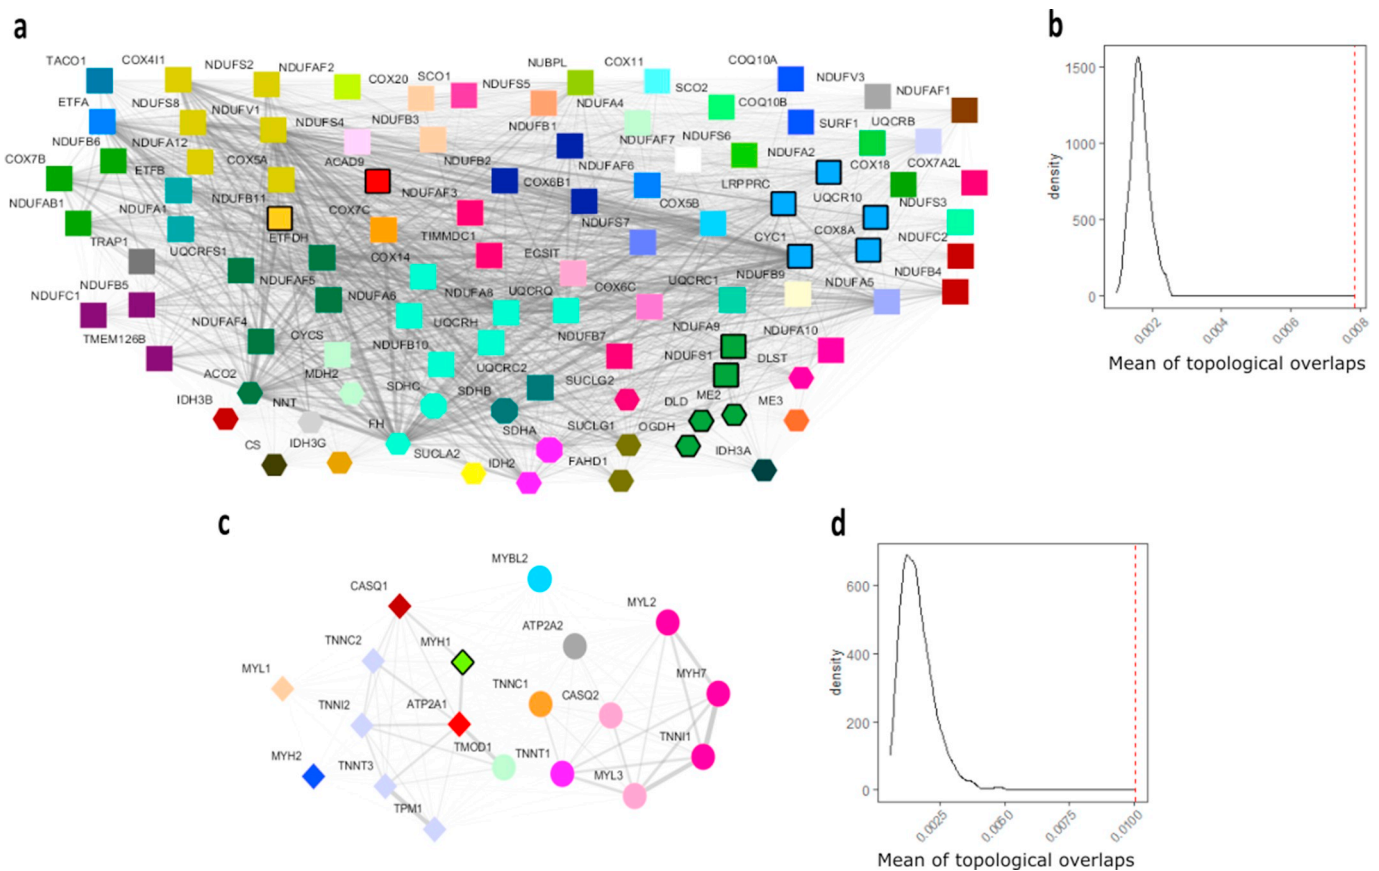 a
b
TACO1 COX4I1 NDUFS2 NDUFAF2 COX20 SCO1 NDUFS5 NUBPL COX11 COQ10A NDUFV3 NDUFAF1
ETFA NDUFS8 NDUFV1 NDUFS4 NDUFB3 NDUFB1 NDUFA4 SCO2 COQ10B SURF1 UQCRB
NDUFB6 NDUFA12 COX5A ACAD9 NDUFB2 NDUFAF6 NDUFAF7 NDUFS6 NDUFA2 COX18 COX7A2L
COX7B ETFB NDUFB11 NDUFAF3 COX6B1 COX5B LRPPRC UQCR10 NDUFS3
NDUFAB1 NDUFA1 ETFDH COX7C TIMMDC1 NDUFS7 CYC1 COX8A NDUFC2
TRAP1 UQCRFS1 NDUFAF5 COX14 ECSIT UQCRC1 NDUFB9 NDUFA5 NDUFB4
NDUFC1 NDUFB5 NDUFA6 NDUFA8 UQCRQ COX6C
TMEM126B NDUFAF4 CYCS NDUFB10 UQCRH NDUFB7 NDUFA9 NDUFA10
ACO2 MDH2 SDHC SDHB UQCRC2 SUCLG2 NDUFS1 DLST
IDH3B NNT FH SDHA SUCLG1 OGDH DLD ME2 ME3
CS IDH3G SUCLA2 IDH2 FAHD1 IDH3A
1500
1000
500
0
density
0.002 0.004 0.006 0.008
Mean of topological overlaps
c
d
MYBL2
CASQ1 MYL2
TNNC2 MYH1 ATP2A2
MYL1 MYH7
TNNI2 ATP2A1 TNNC1 CASQ2
MYH2 TNNT3 TMOD1 TNNT1 TNNI1
TPM1 MYL3
600
400
200
0
density
0.0025 0.0050 0.0075 0.0100
Mean of topological overlaps